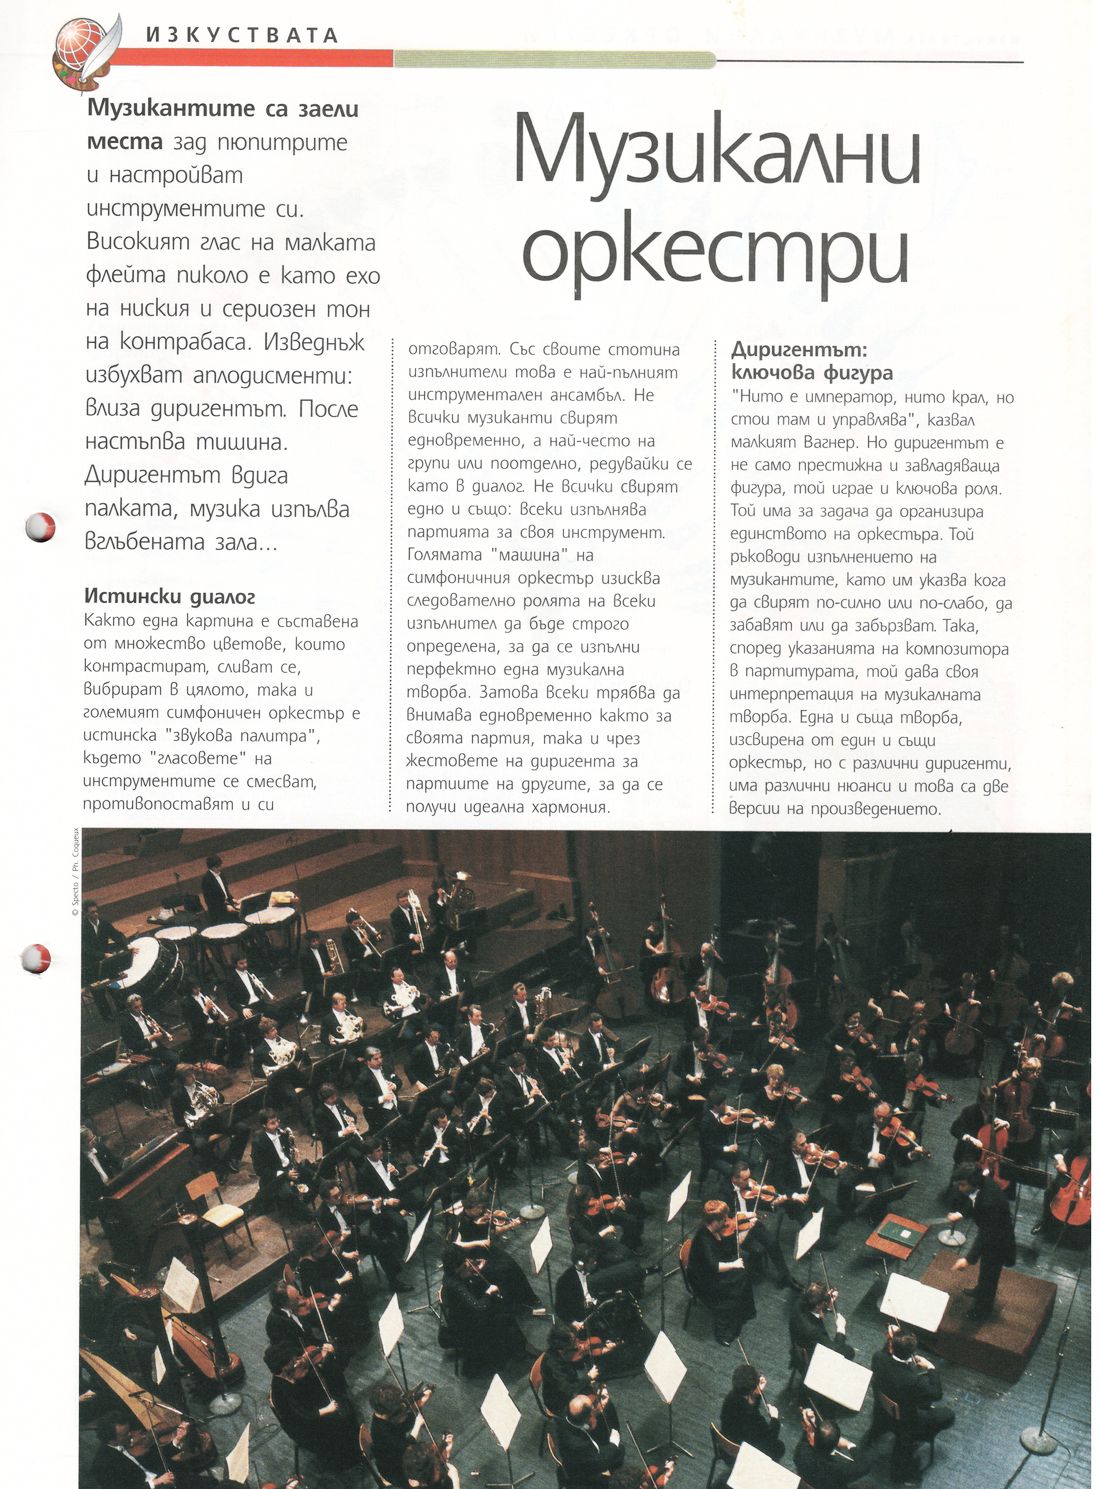 ИЗКУСТВАТА
Музикални
оркестри
Музикантите са заели
места зад пюпитрите
и настройват
инструментите си.
Високият глас на малката
флейта пиколо е като ехо
на ниския и сериозен тон
на контрабаса. Изведнъж
избухват аплодисменти:
влиза диригентът. После
настъпва тишина.
Диригентът вдига
палката, музика изпълва
вглъбената зала...
Истински диалог
Както една картина е съставена
от множество цветове, които
контрастират, сливат се,
вибрират в цялото, така и
големият симфоничен оркестър е
истинска "звукова палитра",
където "гласовете" на
инструментите се смесват,
противопоставят и си
отговарят. Със своите стотина
изпълнители това е най-пълният
инструментален ансамбъл. Не
всички музиканти свирят
едновременно, а най-често на
групи или поотделно, редувайки се
като в диалог. Не всички свирят
едно и също: всеки изпълнява
партията за своя инструмент.
Голямата "машина" на
симфоничния оркестър изисква
следователно ролята на всеки
изпълнител да бъде строго
определена, за да се изпълни
перфектно една музикална
творба. Затова всеки трябва да
внимава едновременно както за
своята партия, така и чрез
жестовете на диригента за
партиите на другите, за да се
получи идеална хармония.
Диригентът:
ключова фигура
"Нито е император, нито крал, но
стои там и управлява", казвал
малкият Вагнер. Но диригентът е
не само престижна и завладяваща
фигура, той играе и ключова роля.
Той има за задача да организира
единството на оркестъра. Той
ръководи изпълнението на
музикантите, като им указва кога
да свирят по-силно или по-слабо, да
забавят или да забързват. Така,
според указанията на композитора
в партитурата, той дава своя
интерпретация на музикалната
творба. Една и съща творба,
изсвирена от един и същи
оркестър, но с различни диригенти,
има различни нюанси и това са две
версии на произведението.
© Specto / Ph. Coqueux